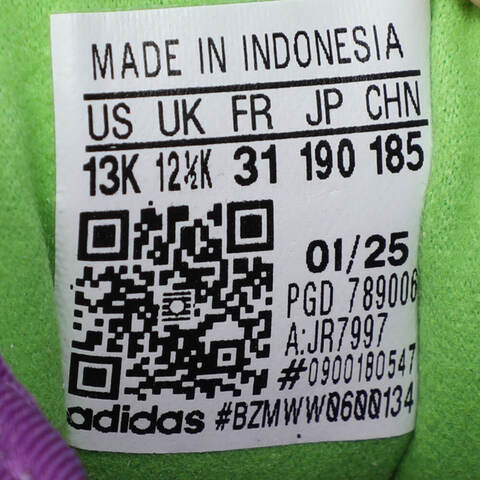 MADE IN INDONESIA
US UK FR JP CHN
13K 12½K 31 190 185
01/25
PGD 789006
A:JR7997
#0900180547
adidas #BZMWW0600134